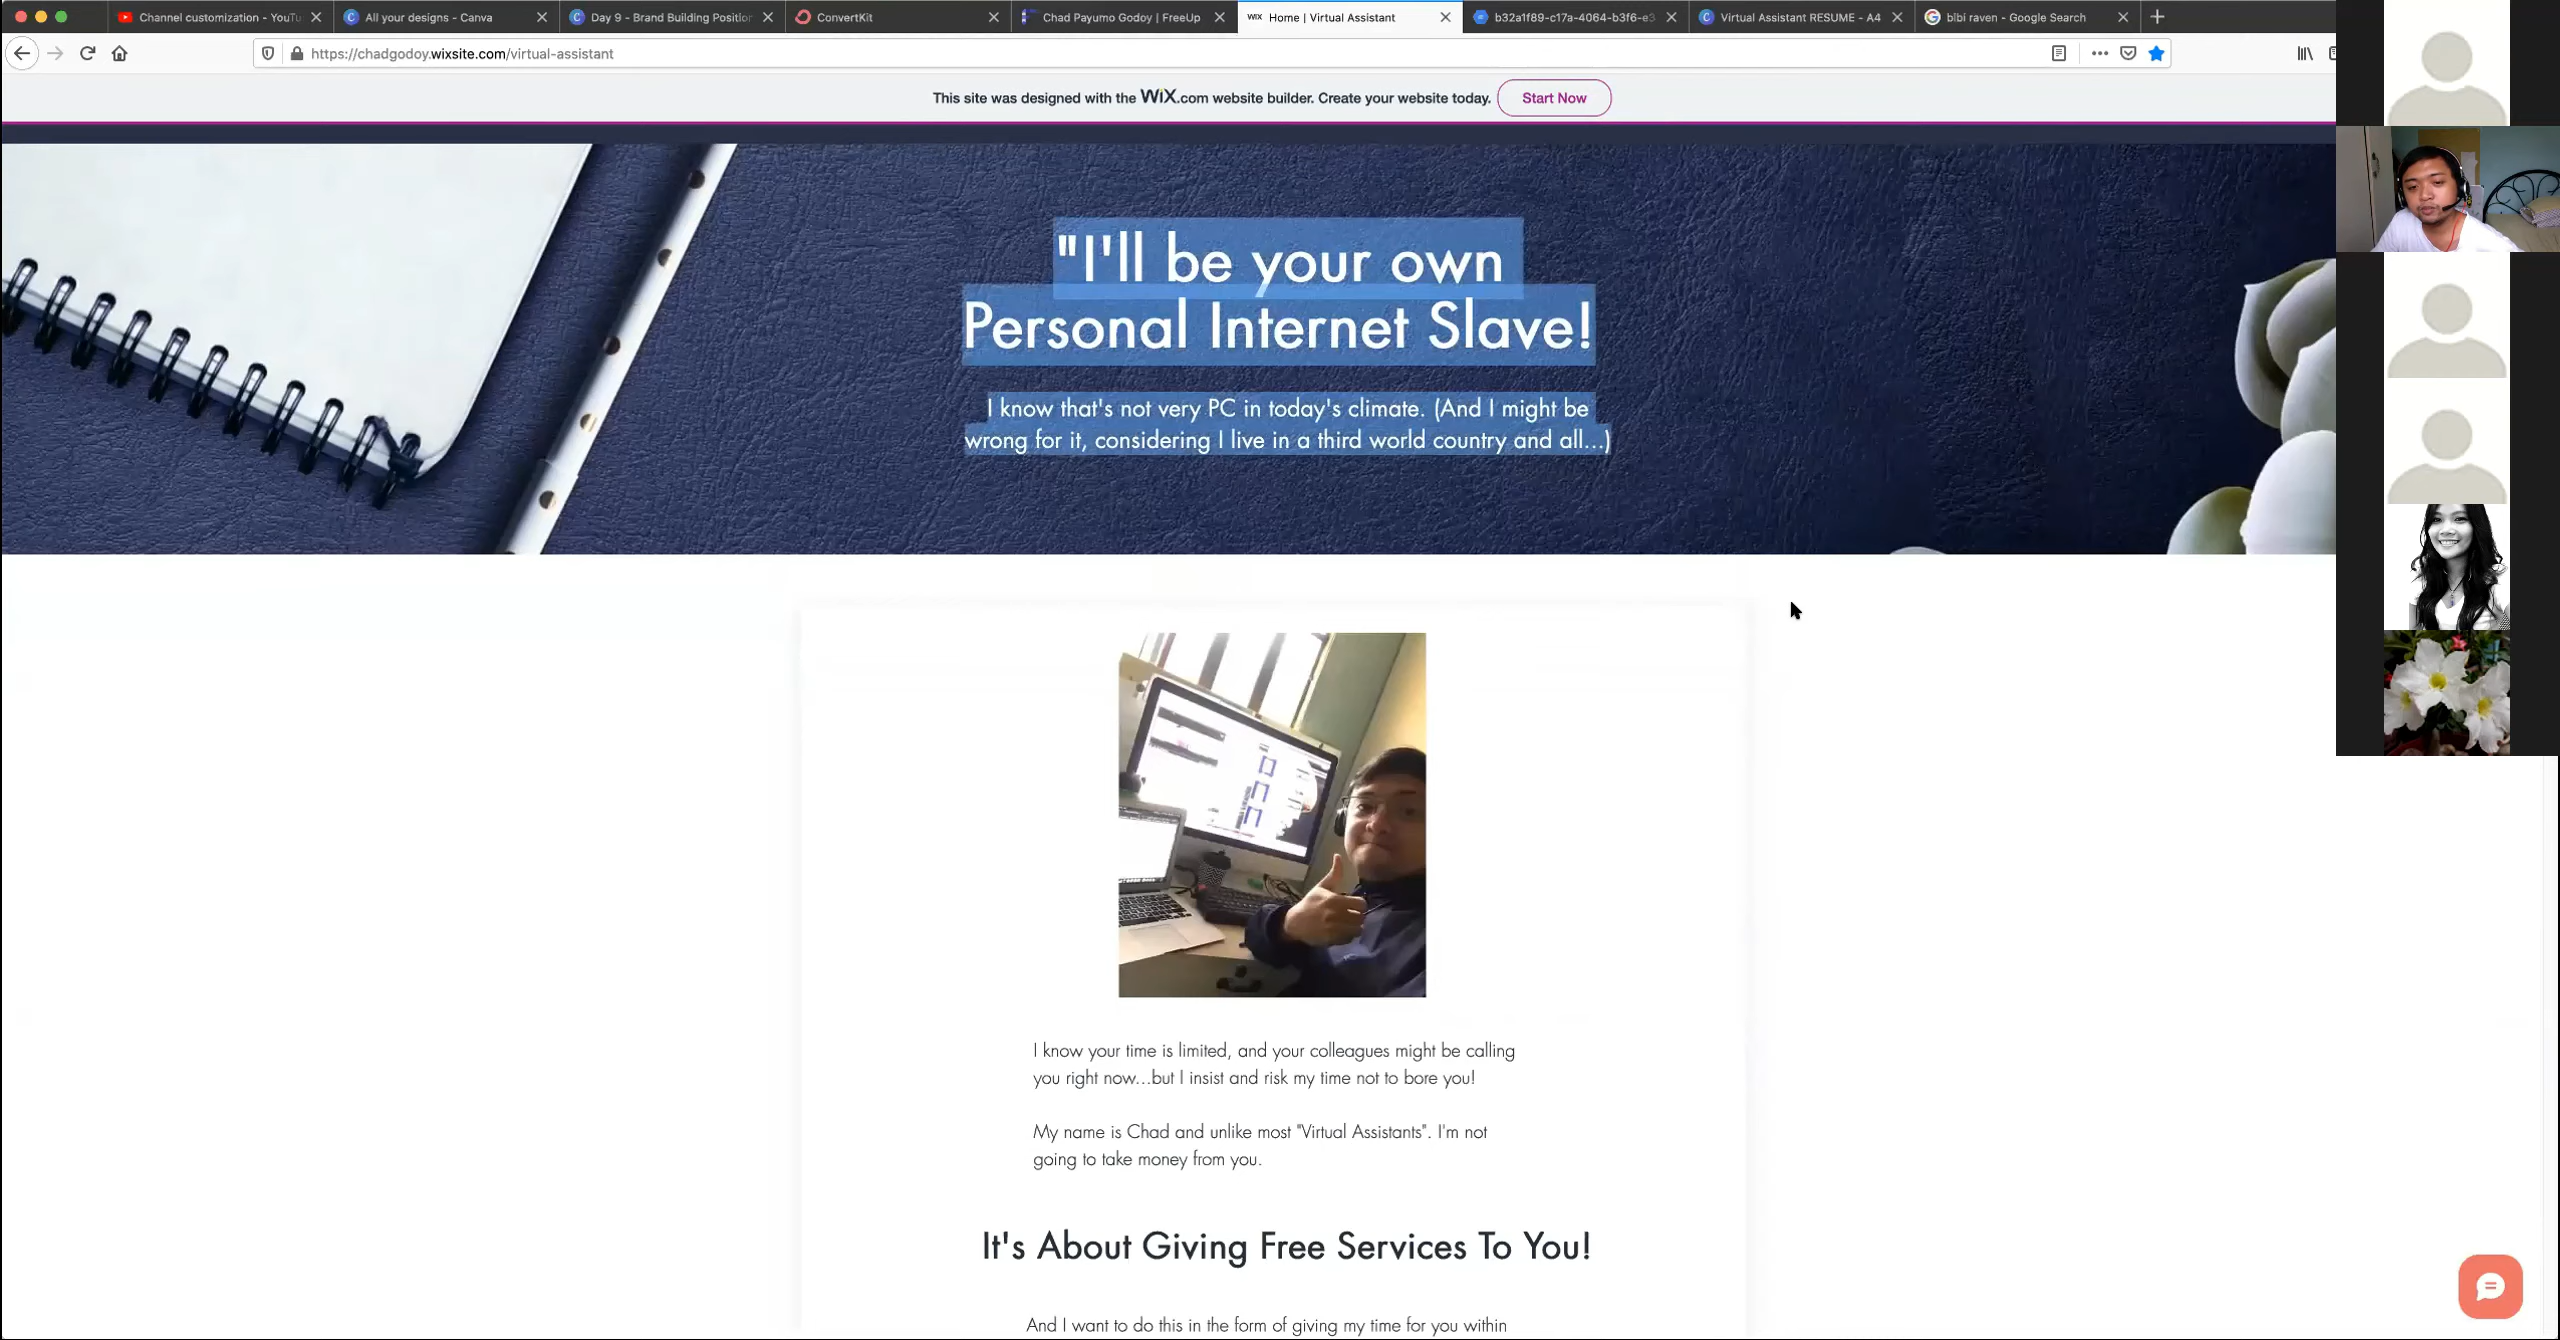 Channel customization - YouTu
All your designs - Canva
Day 9 - Brand Building Position
ConvertKit
Chad Payumo Godoy | FreeUp
WIX Home | Virtual Assistant
b32a1f89-c17a-4064-b3f6-e3
Virtual Assistant RESUME - A4
blbi raven - Google Search
https://chadgodoy.wixsite.com/virtual-assistant
This site was designed with the WiX.com website builder. Create your website today.
Start Now
"I'll be your own
Personal Internet Slave!
I know that's not very PC in today's climate. (And I might be
wrong for it, considering I live in a third world country and all...)
I know your time is limited, and your colleagues might be calling
you right now...but I insist and risk my time not to bore you!
My name is Chad and unlike most "Virtual Assistants". I'm not
going to take money from you.
It's About Giving Free Services To You!
And I want to do this in the form of giving my time for you within